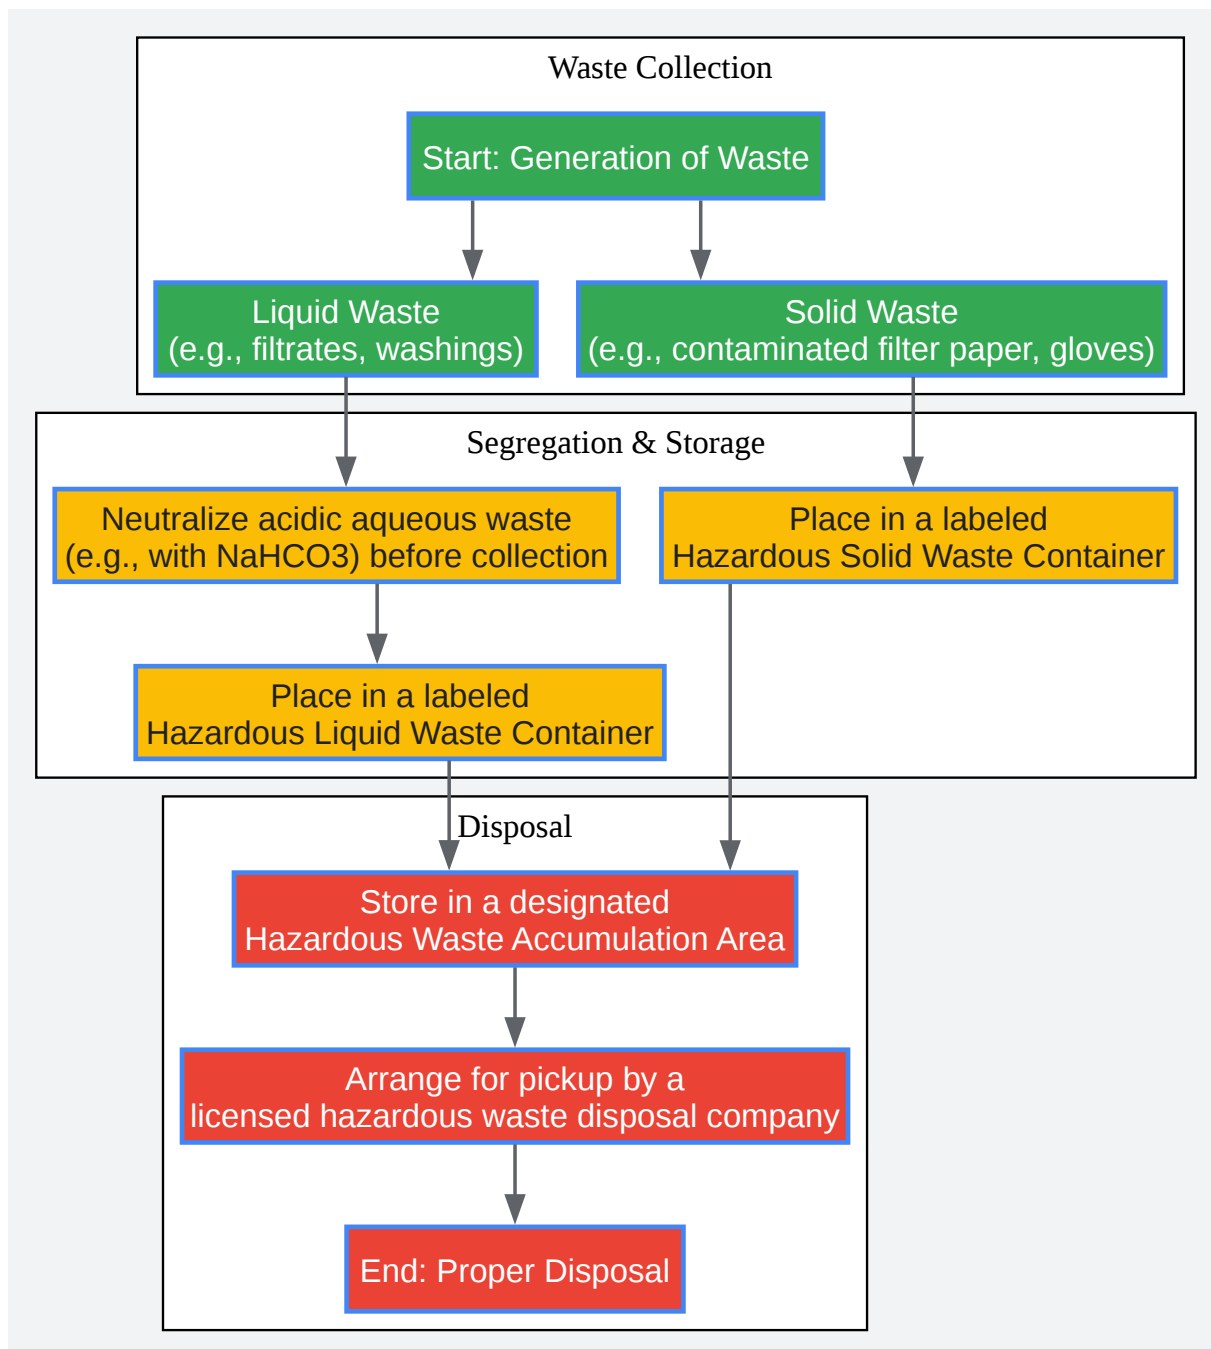 Waste Collection
Start: Generation of Waste
Liquid Waste
(e.g., filtrates, washings)
Solid Waste
(e.g., contaminated filter paper, gloves)
Segregation & Storage
Neutralize acidic aqueous waste
(e.g., with NaHCO3) before collection
Place in a labeled
Hazardous Solid Waste Container
Place in a labeled
Hazardous Liquid Waste Container
Disposal
Store in a designated
Hazardous Waste Accumulation Area
Arrange for pickup by a
licensed hazardous waste disposal company
End: Proper Disposal